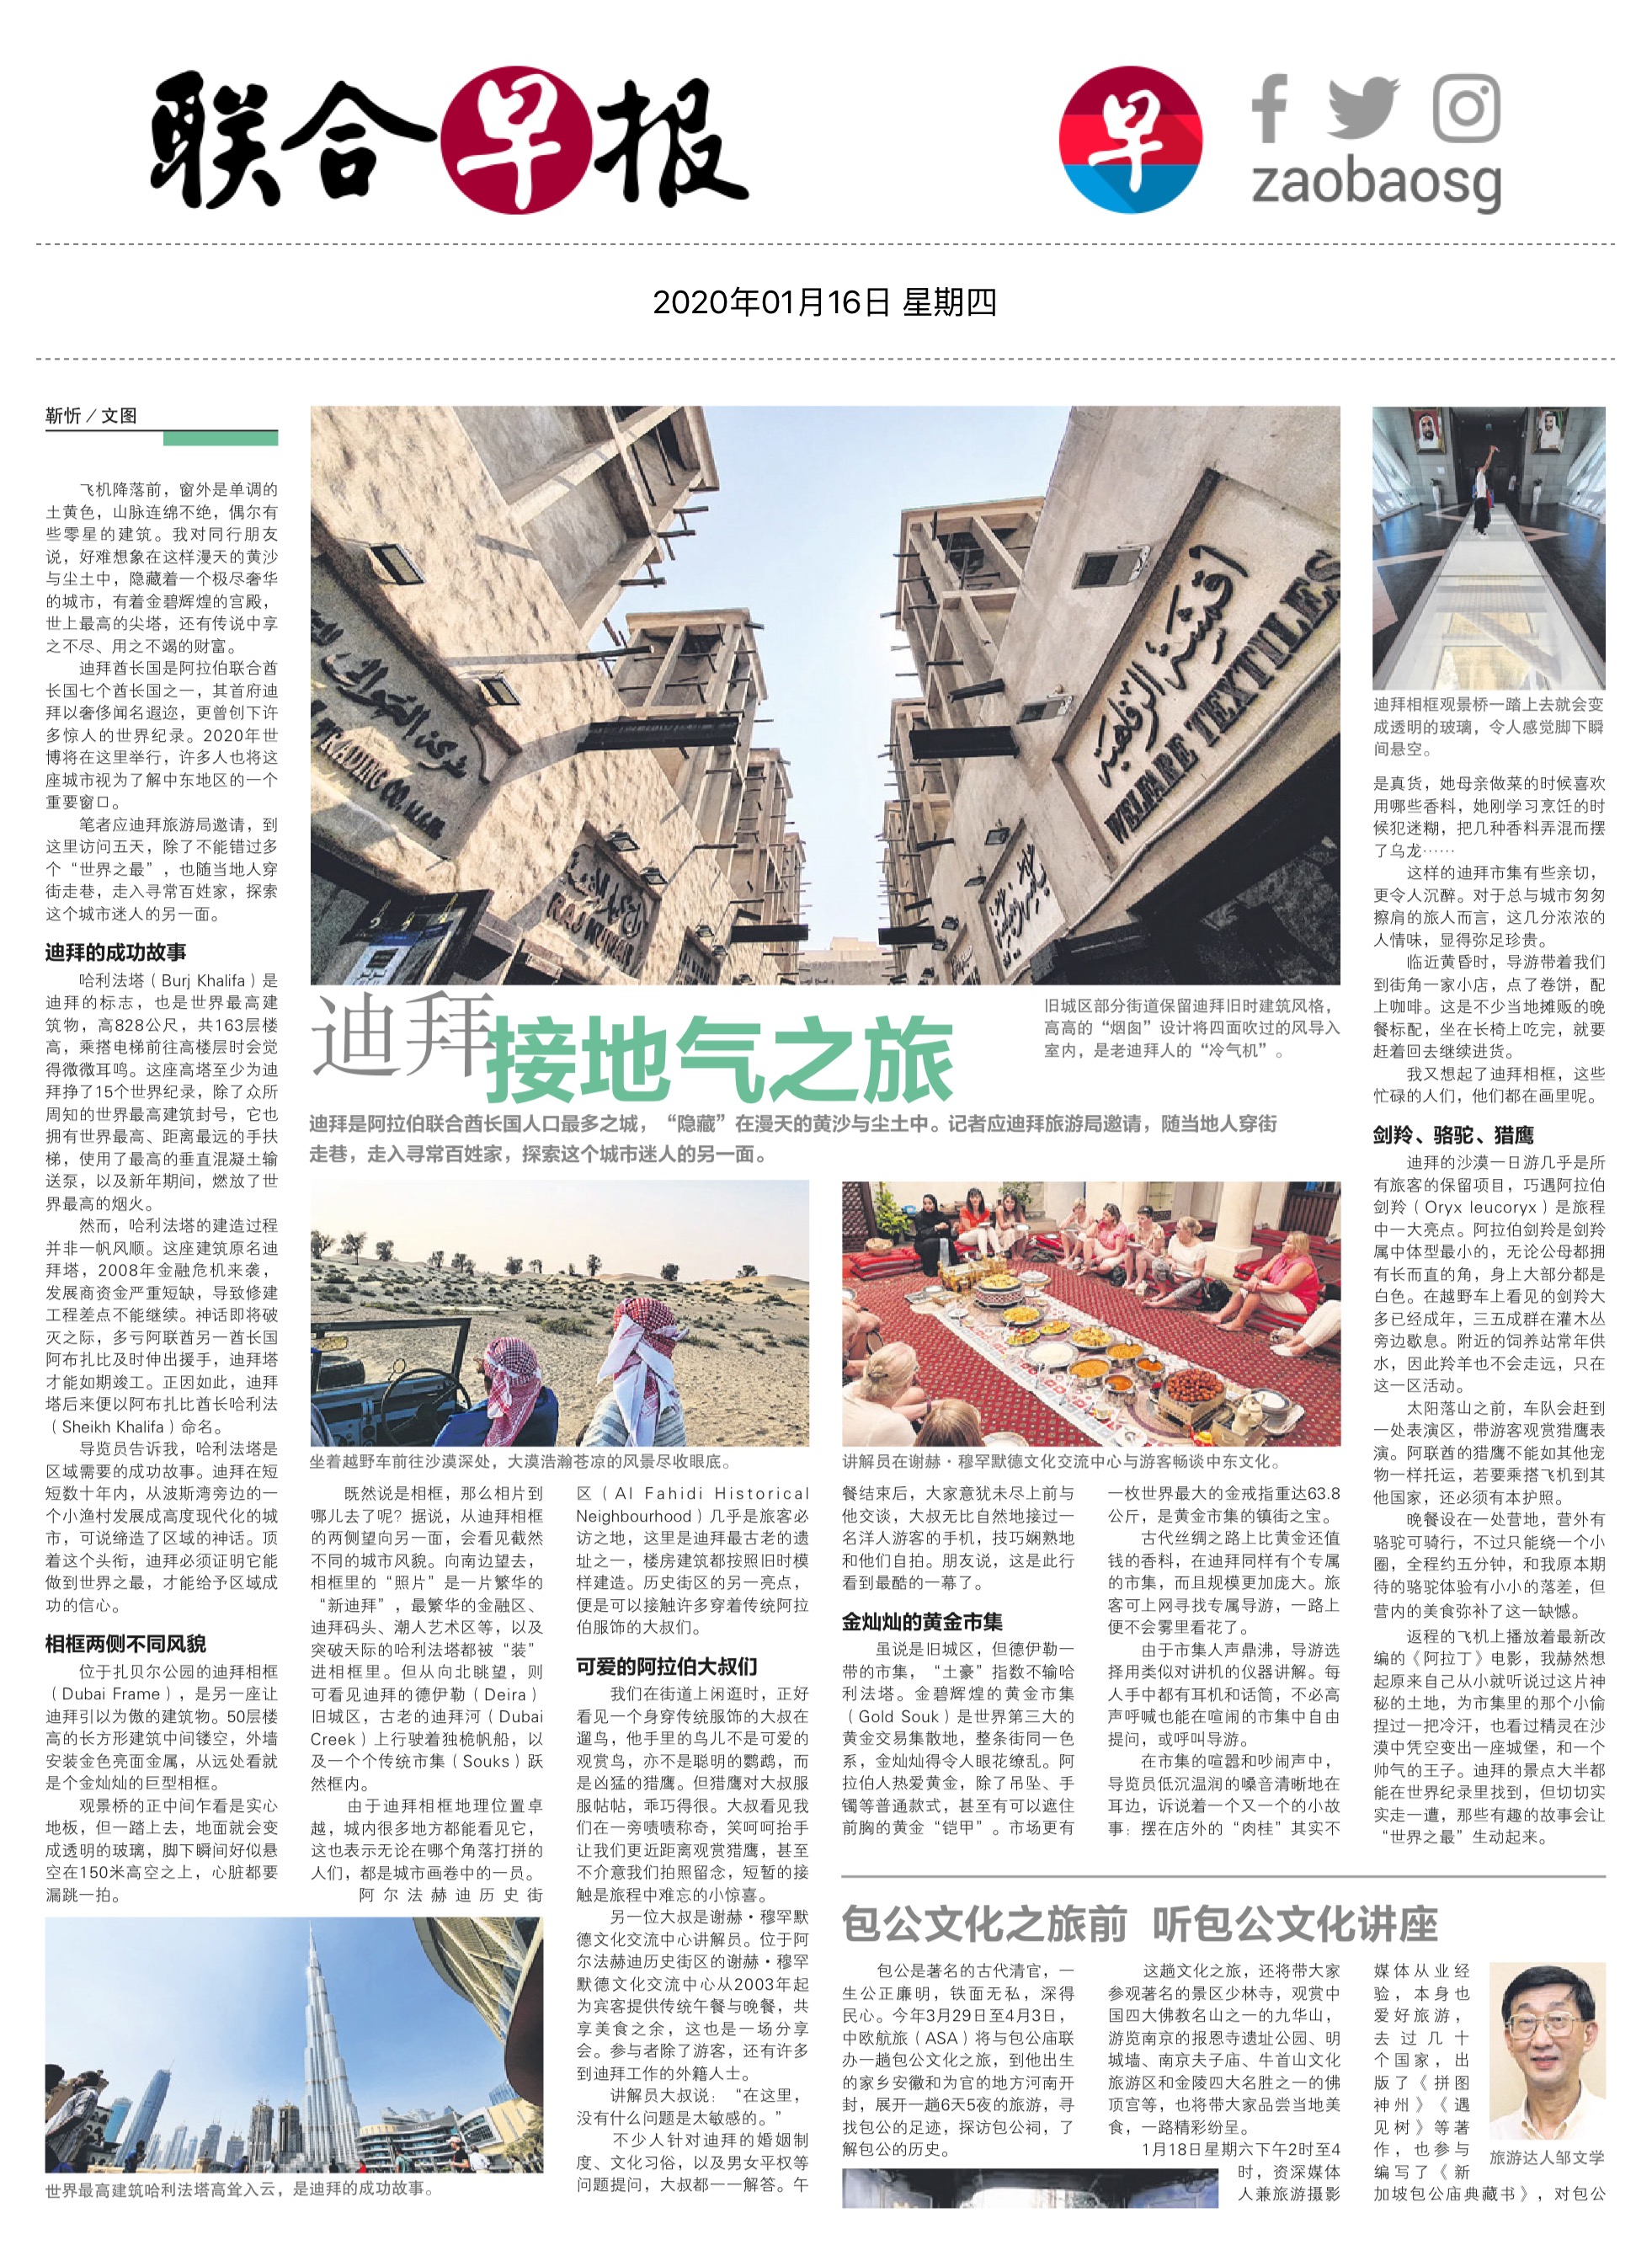 联合早报
早
zaobaosg
2020年01月16日 星期四
靳忻／文图
飞机降落前，窗外是单调的
土黄色，山脉连绵不绝，偶尔有
些零星的建筑。我对同行朋友
说，好难想象在这样漫天的黄沙
与尘土中，隐藏着一个极尽奢华
的城市，有着金碧辉煌的宫殿，
世上最高的尖塔，还有传说中享
之不尽、用之不竭的财富。
迪拜酋长国是阿拉伯联合酋
长国七个酋长国之一，其首府迪
拜以奢侈闻名遐迩，更曾创下许
多惊人的世界纪录。2020年世
博将在这里举行，许多人也将这
座城市视为了解中东地区的一个
重要窗口。
笔者应迪拜旅游局邀请，到
这里访问五天，除了不能错过多
个“世界之最”，也随当地人穿
街走巷，走入寻常百姓家，探索
这个城市迷人的另一面。
迪拜的成功故事
哈利法塔（Burj Khalifa）是
迪拜的标志，也是世界最高建
筑物，高828公尺，共163层楼
高，乘搭电梯前往高楼层时会觉
得微微耳鸣。这座高塔至少为迪
拜挣了15个世界纪录，除了众所
周知的世界最高建筑封号，它也
拥有世界最高、距离最远的手扶
梯，使用了最高的垂直混凝土输
送泵，以及新年期间，燃放了世
界最高的烟火。
然而，哈利法塔的建造过程
并非一帆风顺。这座建筑原名迪
拜塔，2008年金融危机来袭，
发展商资金严重短缺，导致修建
工程差点不能继续。神话即将破
灭之际，多亏阿联酋另一酋长国
阿布扎比及时伸出援手，迪拜塔
才能如期竣工。正因如此，迪拜
塔后来便以阿布扎比酋长哈利法
（Sheikh Khalifa）命名。
导览员告诉我，哈利法塔是
区域需要的成功故事。迪拜在短
短数十年内，从波斯湾旁边的一
个小渔村发展成高度现代化的城
市，可说缔造了区域的神话。顶
着这个头衔，迪拜必须证明它能
做到世界之最，才能给予区域成
功的信心。
相框两侧不同风貌
位于扎贝尔公园的迪拜相框
（Dubai Frame），是另一座让
迪拜引以为傲的建筑物。50层楼
高的长方形建筑中间镂空，外墙
安装金色亮面金属，从远处看就
是个金灿灿的巨型相框。
观景桥的正中间乍看是实心
地板，但一踏上去，地面就会变
成透明的玻璃，脚下瞬间好似悬
空在150米高空之上，心脏都要
漏跳一拍。
世界最高建筑哈利法塔高耸入云，是迪拜的成功故事。
TRADING CO. L.L.C.
RAJ KUMAR
أقمشة الرفاهية
WELFARE TEXTILES
迪拜接地气之旅
旧城区部分街道保留迪拜旧时建筑风格，
高高的“烟囱”设计将四面吹过的风导入
室内，是老迪拜人的“冷气机”。
迪拜是阿拉伯联合酋长国人口最多之城，“隐藏”在漫天的黄沙与尘土中。记者应迪拜旅游局邀请，随当地人穿街
走巷，走入寻常百姓家，探索这个城市迷人的另一面。
坐着越野车前往沙漠深处，大漠浩瀚苍凉的风景尽收眼底。
讲解员在谢赫·穆罕默德文化交流中心与游客畅谈中东文化。
既然说是相框，那么相片到
哪儿去了呢？据说，从迪拜相框
的两侧望向另一面，会看见截然
不同的城市风貌。向南边望去，
相框里的“照片”是一片繁华的
“新迪拜”，最繁华的金融区、
迪拜码头、潮人艺术区等，以及
突破天际的哈利法塔都被“装”
进相框里。但从向北眺望，则
可看见迪拜的德伊勒（Deira）
旧城区，古老的迪拜河（Dubai
Creek）上行驶着独桅帆船，以
及一个个传统市集（Souks）跃
然框内。
由于迪拜相框地理位置卓
越，城内很多地方都能看见它，
这也表示无论在哪个角落打拼的
人们，都是城市画卷中的一员。
阿尔法赫迪历史街
区（Al Fahidi Historical
Neighbourhood）几乎是旅客必
访之地，这里是迪拜最古老的遗
址之一，楼房建筑都按照旧时模
样建造。历史街区的另一亮点，
便是可以接触许多穿着传统阿拉
伯服饰的大叔们。
可爱的阿拉伯大叔们
我们在街道上闲逛时，正好
看见一个身穿传统服饰的大叔在
遛鸟，他手里的鸟儿不是可爱的
观赏鸟，亦不是聪明的鹦鹉，而
是凶猛的猎鹰。但猎鹰对大叔服
服帖帖，乖巧得很。大叔看见我
们在一旁啧啧称奇，笑呵呵抬手
让我们更近距离观赏猎鹰，甚至
不介意我们拍照留念，短暂的接
触是旅程中难忘的小惊喜。
另一位大叔是谢赫·穆罕默
德文化交流中心讲解员。位于阿
尔法赫迪历史街区的谢赫·穆罕
默德文化交流中心从2003年起
为宾客提供传统午餐与晚餐，共
享美食之余，这也是一场分享
会。参与者除了游客，还有许多
到迪拜工作的外籍人士。
讲解员大叔说：“在这里，
没有什么问题是太敏感的。”
不少人针对迪拜的婚姻制
度、文化习俗，以及男女平权等
问题提问，大叔都一一解答。午
餐结束后，大家意犹未尽上前与
他交谈，大叔无比自然地接过一
名洋人游客的手机，技巧娴熟地
和他们自拍。朋友说，这是此行
看到最酷的一幕了。
金灿灿的黄金市集
虽说是旧城区，但德伊勒一
带的市集，“土豪”指数不输哈
利法塔。金碧辉煌的黄金市集
（Gold Souk）是世界第三大的
黄金交易集散地，整条街同一色
系，金灿灿得令人眼花缭乱。阿
拉伯人热爱黄金，除了吊坠、手
镯等普通款式，甚至有可以遮住
前胸的黄金“铠甲”。市场更有
一枚世界最大的金戒指重达63.8
公斤，是黄金市集的镇街之宝。
古代丝绸之路上比黄金还值
钱的香料，在迪拜同样有个专属
的市集，而且规模更加庞大。旅
客可上网寻找专属导游，一路上
便不会雾里看花了。
由于市集人声鼎沸，导游选
择用类似对讲机的仪器讲解。每
人手中都有耳机和话筒，不必高
声呼喊也能在喧闹的市集中自由
提问，或呼叫导游。
在市集的喧嚣和吵闹声中，
导览员低沉温润的嗓音清晰地在
耳边，诉说着一个又一个的小故
事：摆在店外的“肉桂”其实不
迪拜相框观景桥一踏上去就会变
成透明的玻璃，令人感觉脚下瞬
间悬空。
是真货，她母亲做菜的时候喜欢
用哪些香料，她刚学习烹饪的时
候犯迷糊，把几种香料弄混而摆
了乌龙……
这样的迪拜市集有些亲切，
更令人沉醉。对于总与城市匆匆
擦肩的旅人而言，这几分浓浓的
人情味，显得弥足珍贵。
临近黄昏时，导游带着我们
到街角一家小店，点了卷饼，配
上咖啡。这是不少当地摊贩的晚
餐标配，坐在长椅上吃完，就要
赶着回去继续进货。
我又想起了迪拜相框，这些
忙碌的人们，他们都在画里呢。
剑羚、骆驼、猎鹰
迪拜的沙漠一日游几乎是所
有旅客的保留项目，巧遇阿拉伯
剑羚（Oryx leucoryx）是旅程
中一大亮点。阿拉伯剑羚是剑羚
属中体型最小的，无论公母都拥
有长而直的角，身上大部分都是
白色。在越野车上看见的剑羚大
多已经成年，三五成群在灌木丛
旁边歇息。附近的饲养站常年供
水，因此羚羊也不会走远，只在
这一区活动。
太阳落山之前，车队会赶到
一处表演区，带游客观赏猎鹰表
演。阿联酋的猎鹰不能如其他宠
物一样托运，若要乘搭飞机到其
他国家，还必须有本护照。
晚餐设在一处营地，营外有
骆驼可骑行，不过只能绕一个小
圈，全程约五分钟，和我原本期
待的骆驼体验有小小的落差，但
营内的美食弥补了这一缺憾。
返程的飞机上播放着最新改
编的《阿拉丁》电影，我赫然想
起原来自己从小就听说过这片神
秘的土地，为市集里的那个小偷
捏过一把冷汗，也看过精灵在沙
漠中凭空变出一座城堡，和一个
帅气的王子。迪拜的景点大半都
能在世界纪录里找到，但切切实
实走一遭，那些有趣的故事会让
“世界之最”生动起来。
包公文化之旅前 听包公文化讲座
包公是著名的古代清官，一
生公正廉明，铁面无私，深得
民心。今年3月29日至4月3日，
中欧航旅（ASA）将与包公庙联
办一趟包公文化之旅，到他出生
的家乡安徽和为官的地方河南开
封，展开一趟6天5夜的旅游，寻
找包公的足迹，探访包公祠，了
解包公的历史。
这趟文化之旅，还将带大家
参观著名的景区少林寺，观赏中
国四大佛教名山之一的九华山，
游览南京的报恩寺遗址公园、明
城墙、南京夫子庙、牛首山文化
旅游区和金陵四大名胜之一的佛
顶宫等，也将带大家品尝当地美
食，一路精彩纷呈。
1月18日星期六下午2时至4
时，资深媒体
人兼旅游摄影
媒体从业经
验，本身也
爱好旅游，
去过几十
个国家，出
版了《拼图
神州》《遇
见树》等著
作，也参与
编写了《新
加坡包公庙典藏书》，对包公
旅游达人邹文学